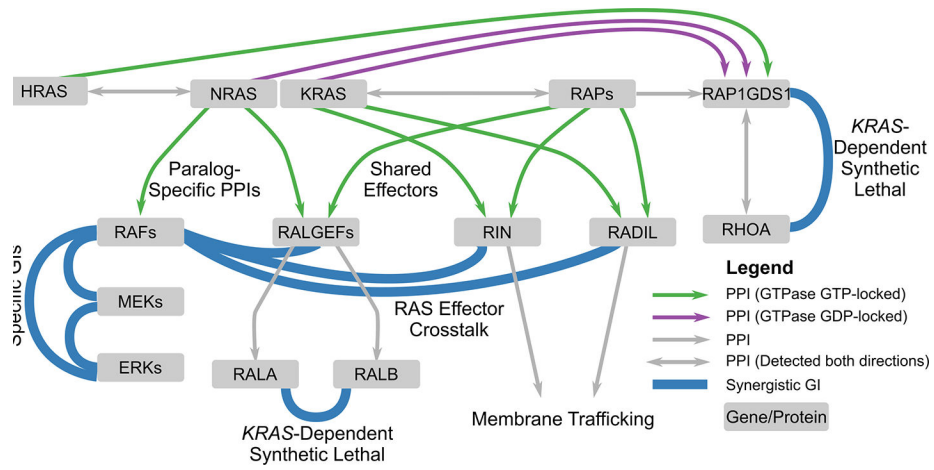 HRAS
NRAS
KRAS
RAPs
RAP1GDS1
KRAS-
Dependent
Synthetic
Lethal
Paralog-
Specific PPIs
Shared
Effectors
RAFs
RALGEFs
RIN
RADIL
RHOA
Specific GIs
MEKs
ERKs
RAS Effector
Crosstalk
RALA
RALB
KRAS-Dependent
Synthetic Lethal
Membrane Trafficking
Legend
PPI (GTPase GTP-locked)
PPI (GTPase GDP-locked)
PPI
PPI (Detected both directions)
Synergistic GI
Gene/Protein